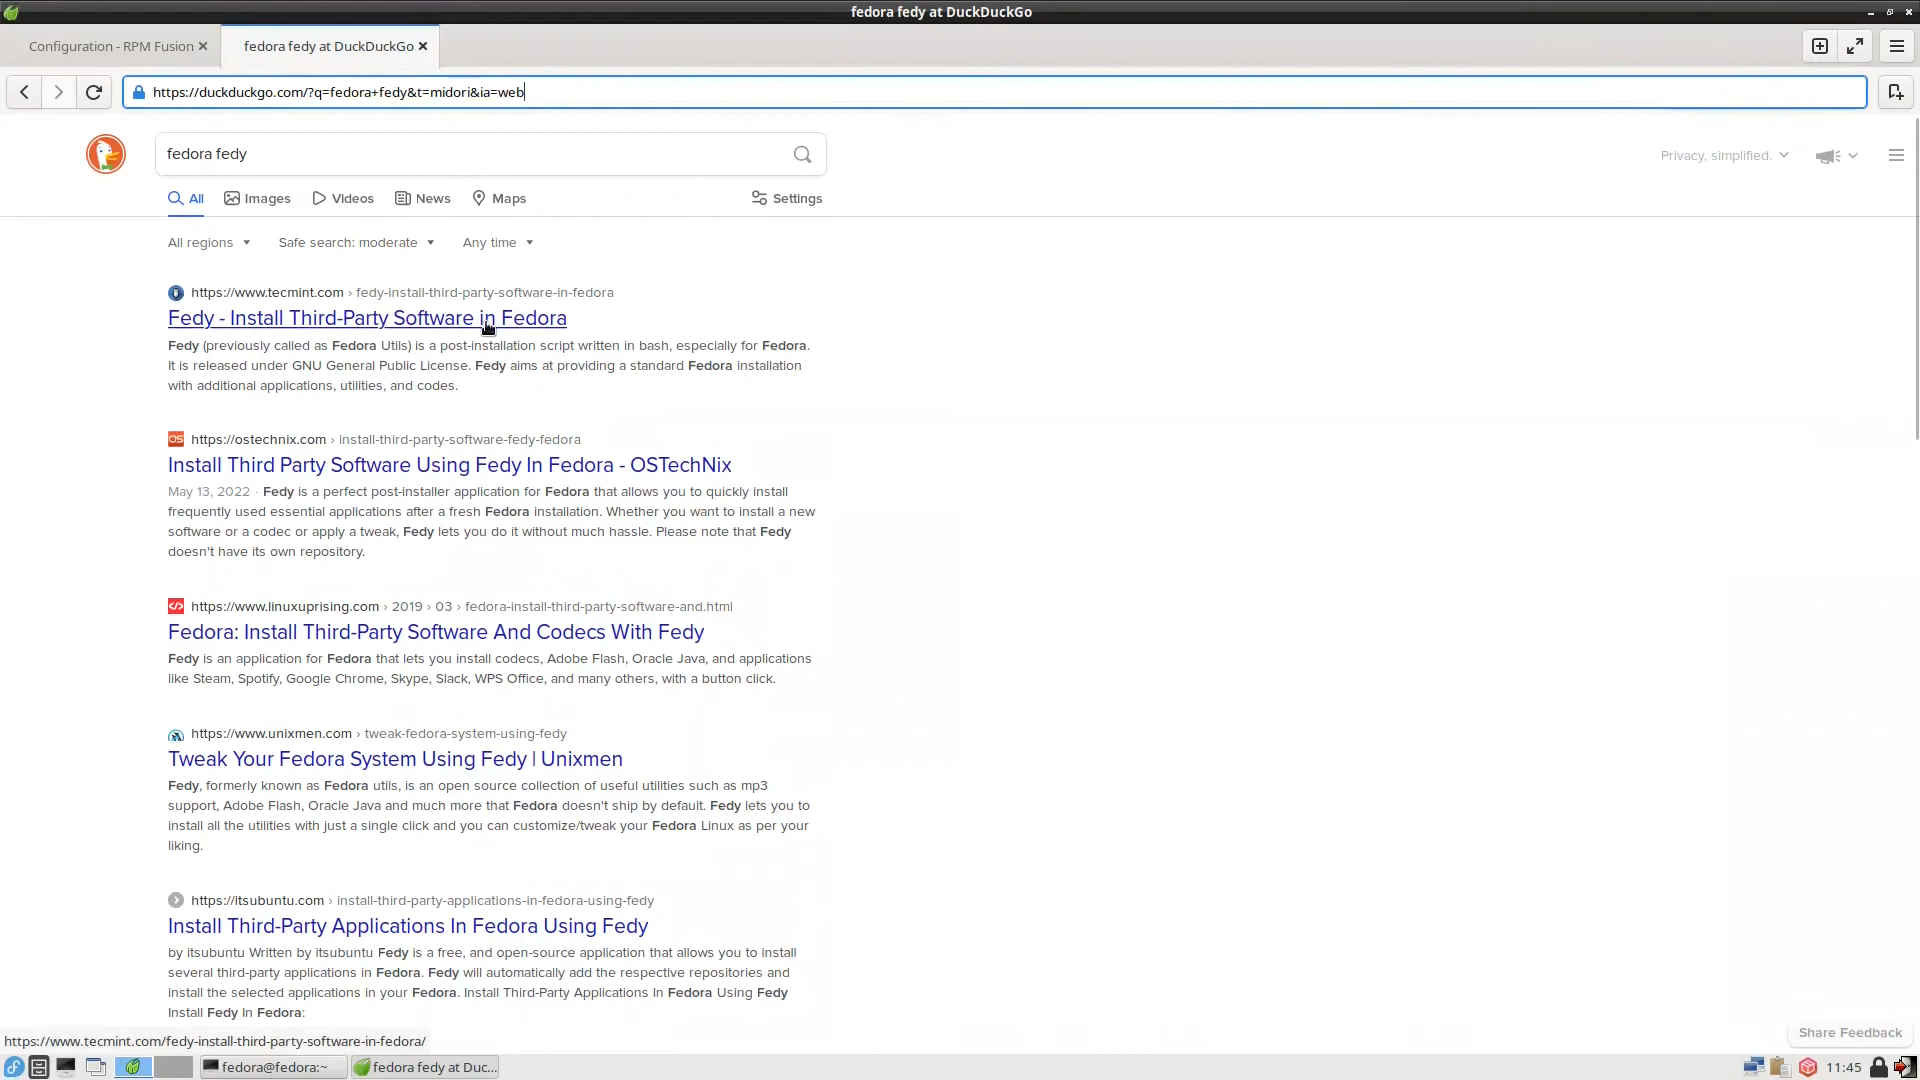 fedora fedy at DuckDuckGo
Configuration - RPM Fusion
fedora fedy at DuckDuckGo
https://duckduckgo.com/?q=fedora+fedy&t=midori&ia=web
fedora fedy
Privacy, simplified.
All
Images
Videos
News
Maps
Settings
All regions
Safe search: moderate
Any time
https://www.tecmint.com › fedy-install-third-party-software-in-fedora
Fedy - Install Third-Party Software in Fedora
Fedy (previously called as Fedora Utils) is a post-installation script written in bash, especially for Fedora.
It is released under GNU General Public License. Fedy aims at providing a standard Fedora installation
with additional applications, utilities, and codes.
OS
https://ostechnix.com › install-third-party-software-fedy-fedora
Install Third Party Software Using Fedy In Fedora - OSTechNix
May 13, 2022 · Fedy is a perfect post-installer application for Fedora that allows you to quickly install
frequently used essential applications after a fresh Fedora installation. Whether you want to install a new
software or a codec or apply a tweak, Fedy lets you do it without much hassle. Please note that Fedy
doesn't have its own repository.
https://www.linuxuprising.com › 2019 › 03 › fedora-install-third-party-software-and.html
Fedora: Install Third-Party Software And Codecs With Fedy
Fedy is an application for Fedora that lets you install codecs, Adobe Flash, Oracle Java, and applications
like Steam, Spotify, Google Chrome, Skype, Slack, WPS Office, and many others, with a button click.
https://www.unixmen.com › tweak-fedora-system-using-fedy
Tweak Your Fedora System Using Fedy | Unixmen
Fedy, formerly known as Fedora utils, is an open source collection of useful utilities such as mp3
support, Adobe Flash, Oracle Java and much more that Fedora doesn't ship by default. Fedy lets you to
install all the utilities with just a single click and you can customize/tweak your Fedora Linux as per your
liking.
https://itsubuntu.com › install-third-party-applications-in-fedora-using-fedy
Install Third-Party Applications In Fedora Using Fedy
by itsubuntu Written by itsubuntu Fedy is a free, and open-source application that allows you to install
several third-party applications in Fedora. Fedy will automatically add the respective repositories and
install the selected applications in your Fedora. Install Third-Party Applications In Fedora Using Fedy
Install Fedy In Fedora:
Share Feedback
https://www.tecmint.com/fedy-install-third-party-software-in-fedora/
fedora@fedora:~
fedora fedy at Duc...
11:45